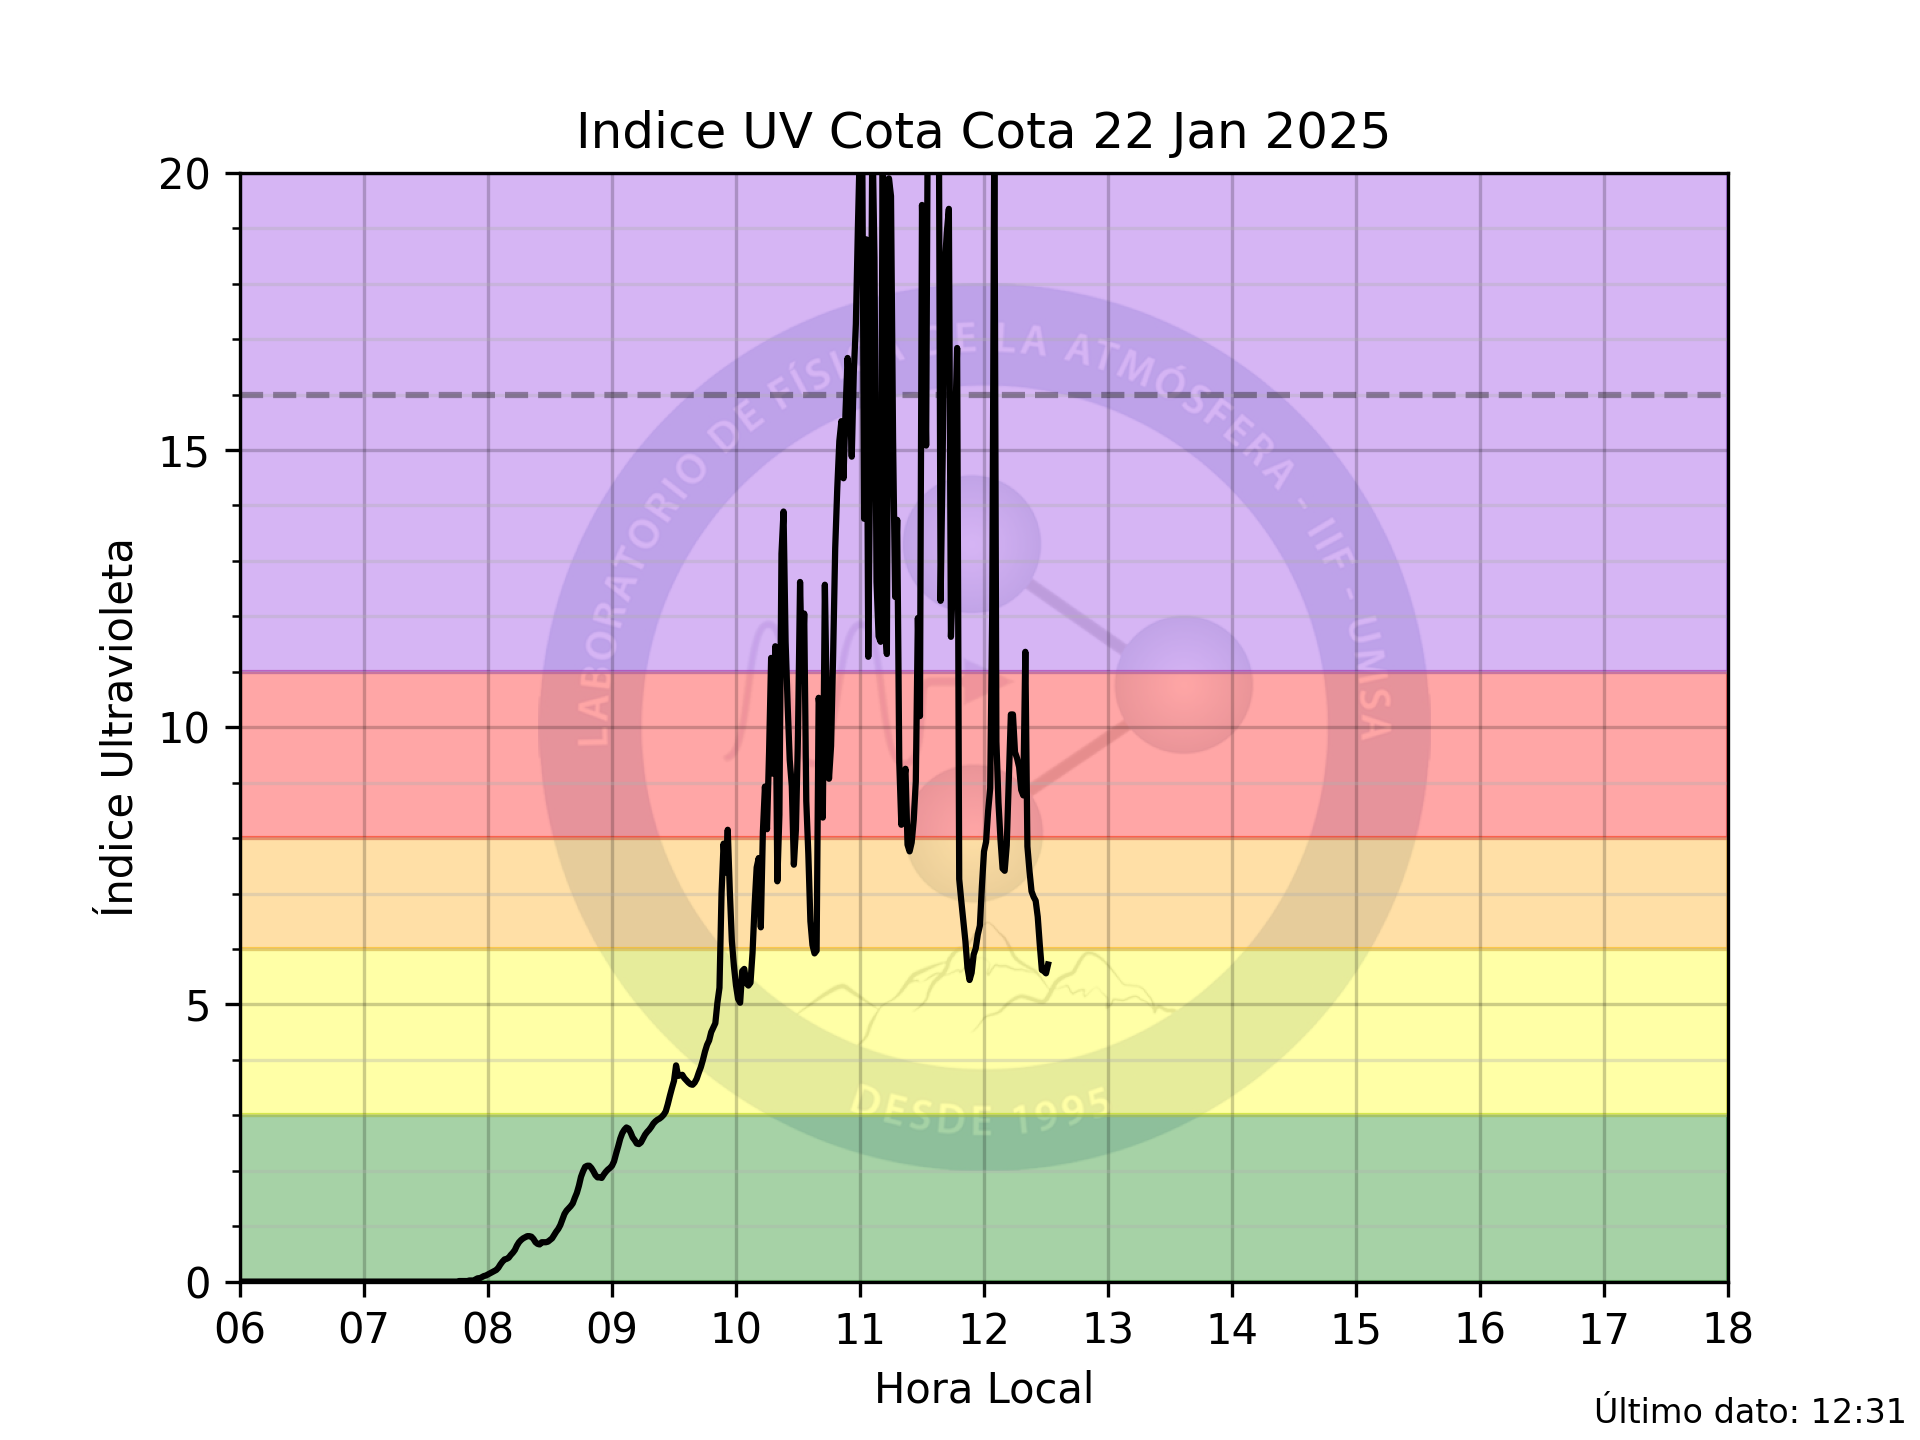 Indice UV Cota Cota 22 Jan 2025
20
15
10
5
0
Índice Ultravioleta
LABORATORIO DE FÍSICA DE LA ATMÓSFERA - IIF - UMSA
DESDE 1995
06 07 08 09 10 11 12 13 14 15 16 17 18
Hora Local
Último dato: 12:31